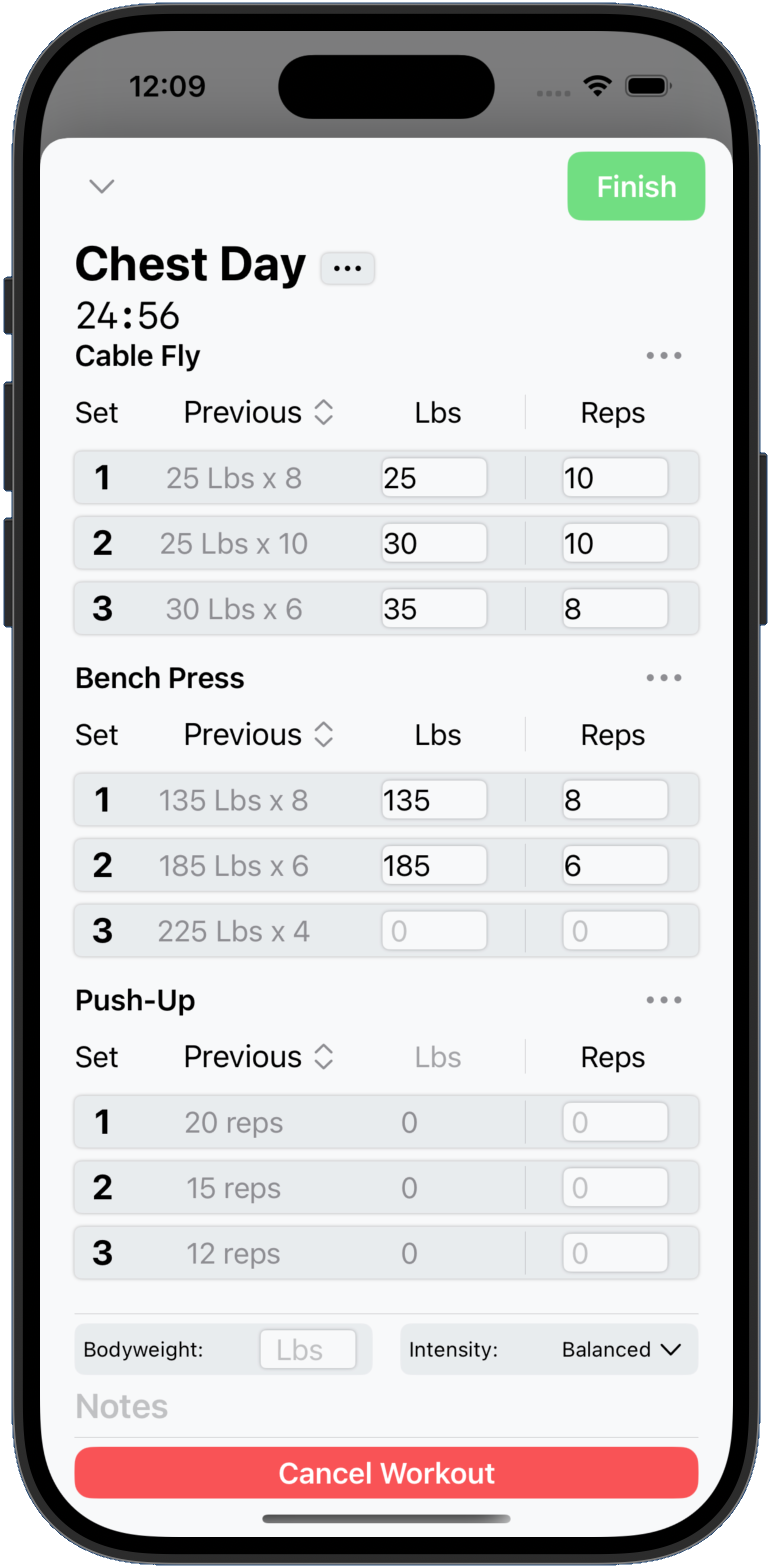 12:09
Finish
Chest Day ...
24:56
Cable Fly ...
Set Previous Lbs Reps
1 25 Lbs x 8 25 10
2 25 Lbs x 10 30 10
3 30 Lbs x 6 35 8
Bench Press ...
Set Previous Lbs Reps
1 135 Lbs x 8 135 8
2 185 Lbs x 6 185 6
3 225 Lbs x 4 0 0
Push-Up ...
Set Previous Lbs Reps
1 20 reps 0 0
2 15 reps 0 0
3 12 reps 0 0
Bodyweight: Lbs Intensity: Balanced
Notes
Cancel Workout